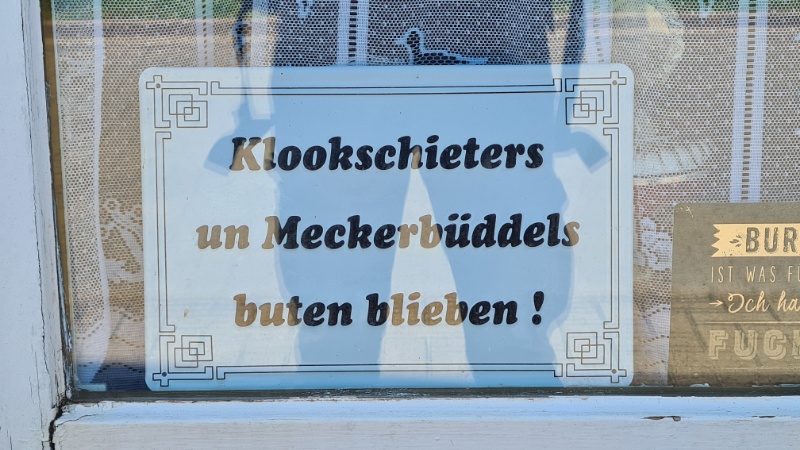 Klookschieters
un Meckerbüddels
buten blieben !
IST WAS